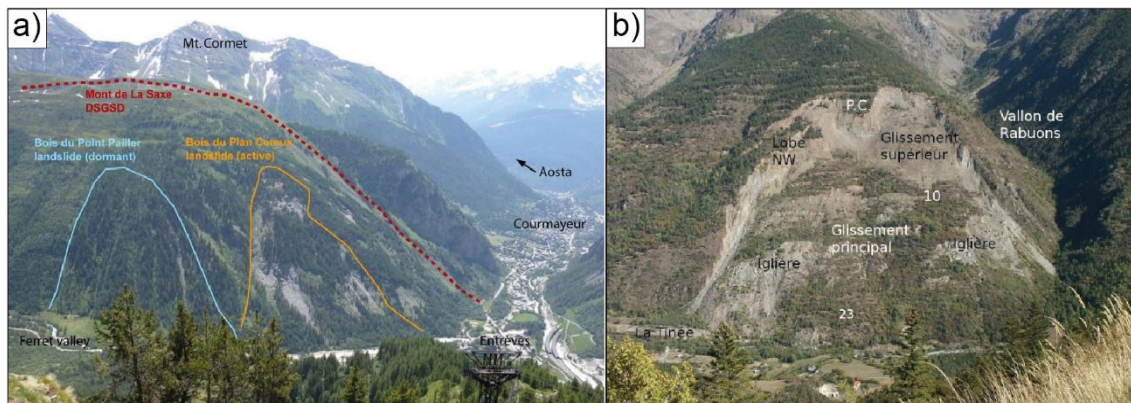 a)
Mt. Cormet
Mont de La Saxe
DSGSD
Bois du Point Pailler
landslide (dormant)
Bois du Plan Cereux
landslide (active)
Aosta
Courmayeur
Ferret valley
Entrèves
b)
P.C.
Vallon de
Rabuons
Lobe
NW
Glissement
supérieur
10
Glissement
principal
Iglière
Iglière
23
La Tinée